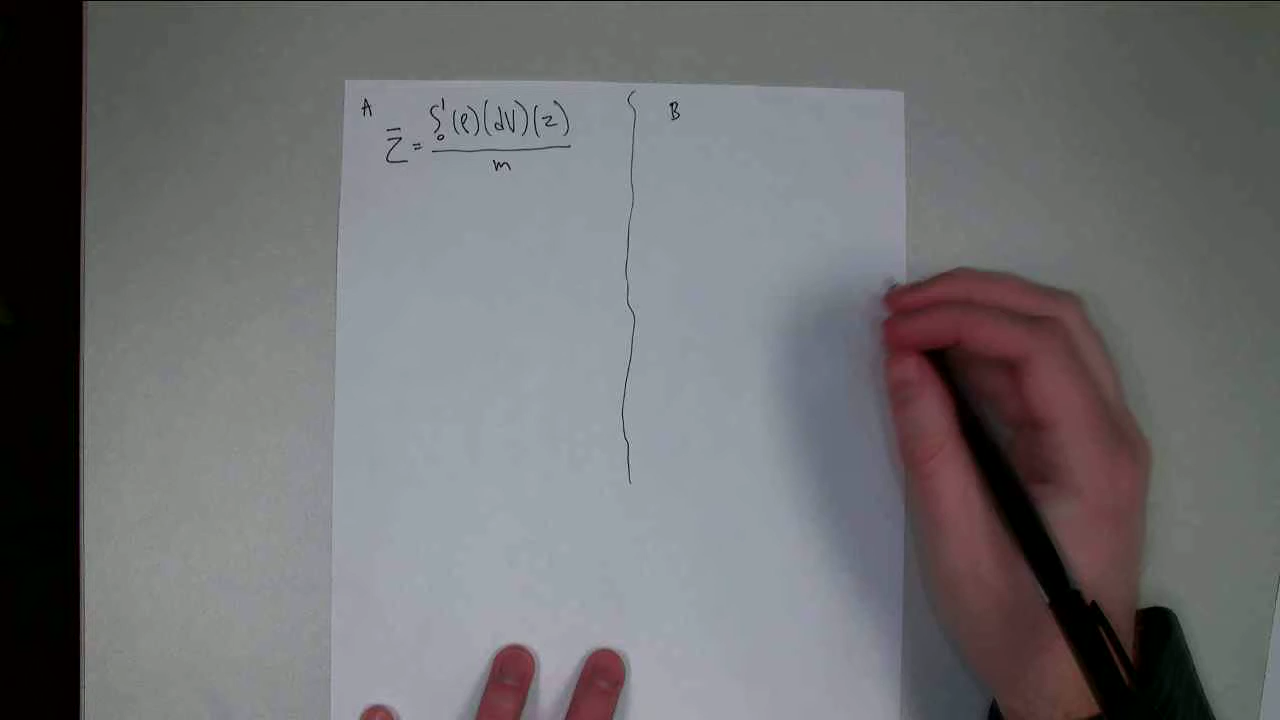 A
z̄ = ∫₀¹ (ρ)(dV)(z)
m
B